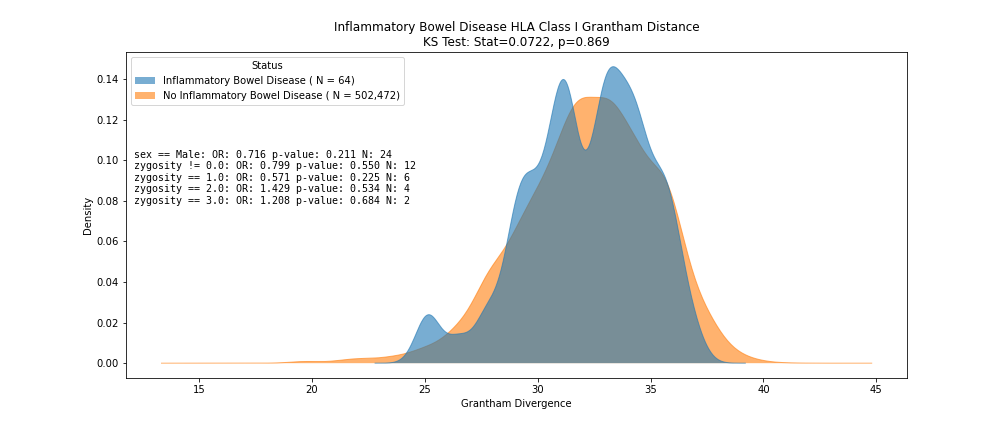 Inflammatory Bowel Disease HLA Class I Grantham Distance
KS Test: Stat=0.0722, p=0.869
Status
Inflammatory Bowel Disease ( N = 64)
No Inflammatory Bowel Disease ( N = 502,472)
sex == Male: OR: 0.716 p-value: 0.211 N: 24
zygosity != 0.0: OR: 0.799 p-value: 0.550 N: 12
zygosity == 1.0: OR: 0.571 p-value: 0.225 N: 6
zygosity == 2.0: OR: 1.429 p-value: 0.534 N: 4
zygosity == 3.0: OR: 1.208 p-value: 0.684 N: 2
Density
0.14
0.12
0.10
0.08
0.06
0.04
0.02
0.00
15 20 25 30 35 40 45
Grantham Divergence